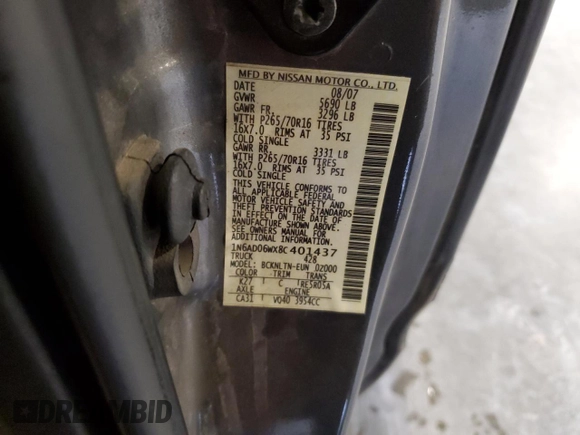 MFD BY NISSAN MOTOR CO., LTD.
DATE 08/07
GVWR 5690 LB
GAWR FR. 3296 LB
WITH P265/70R16 TIRES
16X7.0 RIMS AT 35 PSI
COLD SINGLE
GAWR RR. 3331 LB
WITH P265/70R16 TIRES
16X7.0 RIMS AT 35 PSI
COLD SINGLE
THIS VEHICLE CONFORMS TO
ALL APPLICABLE FEDERAL
MOTOR VEHICLE SAFETY AND
THEFT PREVENTION STANDARDS
IN EFFECT ON THE DATE OF
MANUFACTURE SHOWN ABOVE.
SEE OWNERS MANUAL FOR
ADDITIONAL INFORMATION
1N6AD06WX8C401437
TRUCK 428
MODEL: BCKNLTN-EUN 0Z000
COLOR TRIM TRANS
K27 C TRE5R05A
AXLE ENGINE
CA31 VQ40 3954CC
DREAMBID